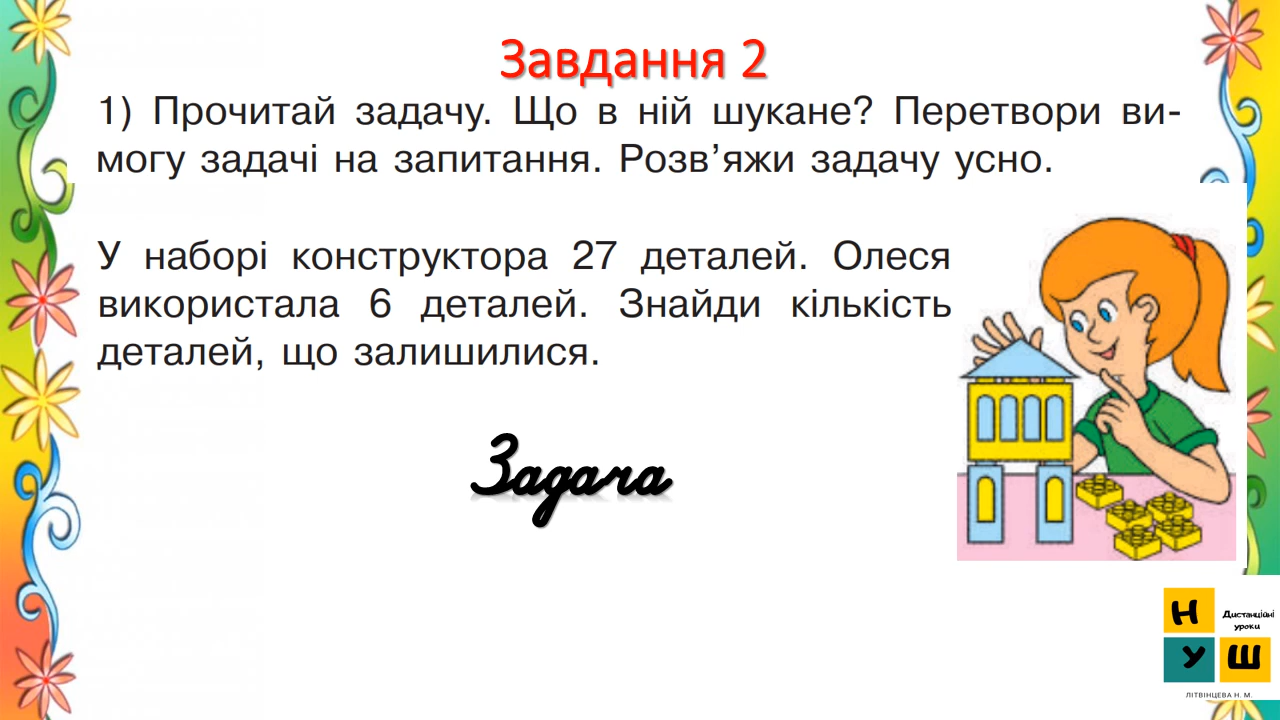 Завдання 2
1) Прочитай задачу. Що в ній шукане? Перетвори ви-
могу задачі на запитання. Розв’яжи задачу усно.
У наборі конструктора 27 деталей. Олеся
використала 6 деталей. Знайди кількість
деталей, що залишилися.
Задача
Н
Дистанційні
уроки
У Ш
ЛІТВІНЦЕВА Н. М.